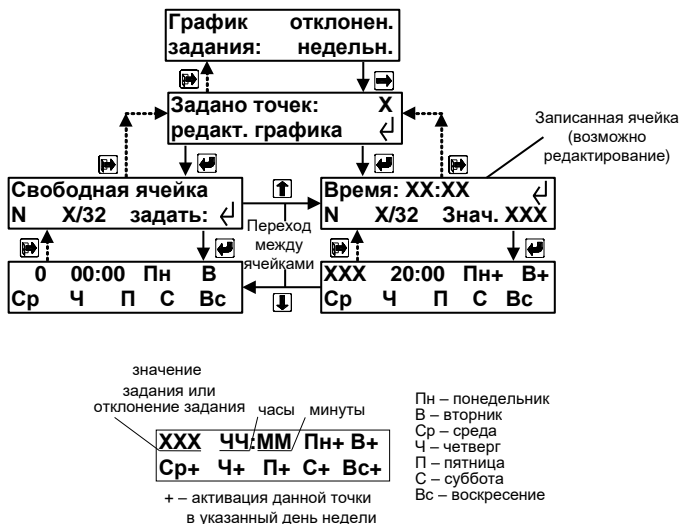 График отклонен.
задания: недельн.
Задано точек: X
редакт. графика
Записанная ячейка
(возможно
редактирование)
Свободная ячейка
N X/32 задать:
Переход
между
ячейками
Время: XX:XX
N X/32 Знач. XXX
0 00:00 Пн В
Ср Ч П С Вс
XXX 20:00 Пн+ В+
Ср Ч П С Вс
значение
задания или
отклонение задания
часы минуты
XXX ЧЧ:ММ Пн+ В+
Ср+ Ч+ П+ С+ Вс+
+ – активация данной точки
в указанный день недели
Пн – понедельник
В – вторник
Ср – среда
Ч – четверг
П – пятница
С – суббота
Вс – воскресение